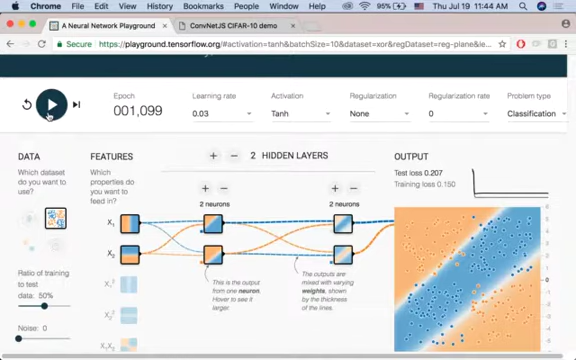 Chrome File Edit View History Bookmarks People Window Help 95% Thu Jul 19 11:44 AM
A Neural Network Playground ConvNetJS CIFAR-10 demo
Secure https://playground.tensorflow.org/#activation=tanh&batchSize=10&dataset=xor&regDataset=reg-plane&
Epoch Learning rate Activation Regularization Regularization rate Problem type
001,099 0.03 Tanh None 0 Classification
DATA FEATURES + − 2 HIDDEN LAYERS OUTPUT
Which dataset do you want to use?
Which properties do you want to feed in?
Test loss 0.207
Training loss 0.150
+ − + −
2 neurons 2 neurons
X1
X2
X1²
X2²
X1X2
This is the output
from one neuron.
Hover to see it
larger.
The outputs are
mixed with varying
weights, shown
by the thickness
of the lines.
Ratio of training
to test
data: 50%
Noise: 0
0